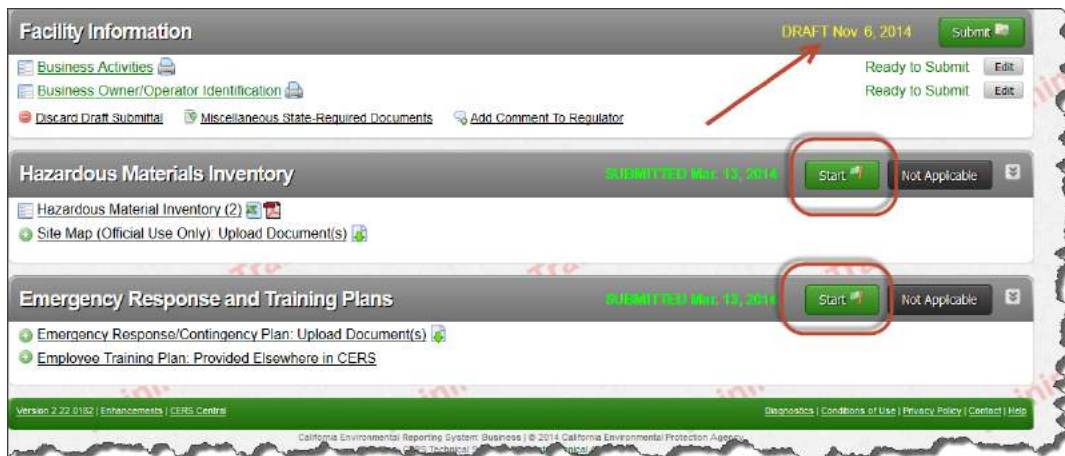 Facility Information DRAFT Nov. 6, 2014 Submit
Business Activities Ready to Submit Edit
Business Owner/Operator Identification Ready to Submit Edit
Discard Draft Submittal Miscellaneous State-Required Documents Add Comment To Regulator
Hazardous Materials Inventory SUBMITTED Mar. 13, 2014 Start Not Applicable
Hazardous Material Inventory (2)
Site Map (Official Use Only): Upload Document(s)
Emergency Response and Training Plans SUBMITTED Mar. 13, 2014 Start Not Applicable
Emergency Response/Contingency Plan: Upload Document(s)
Employee Training Plan: Provided Elsewhere in CERS
Version 2.22.0182 | Enhancements | CERS Central Diagnostics | Conditions of Use | Privacy Policy | Contact | Help
California Environmental Reporting System: Business | © 2014 California Environmental Protection Agency
CERS Technical